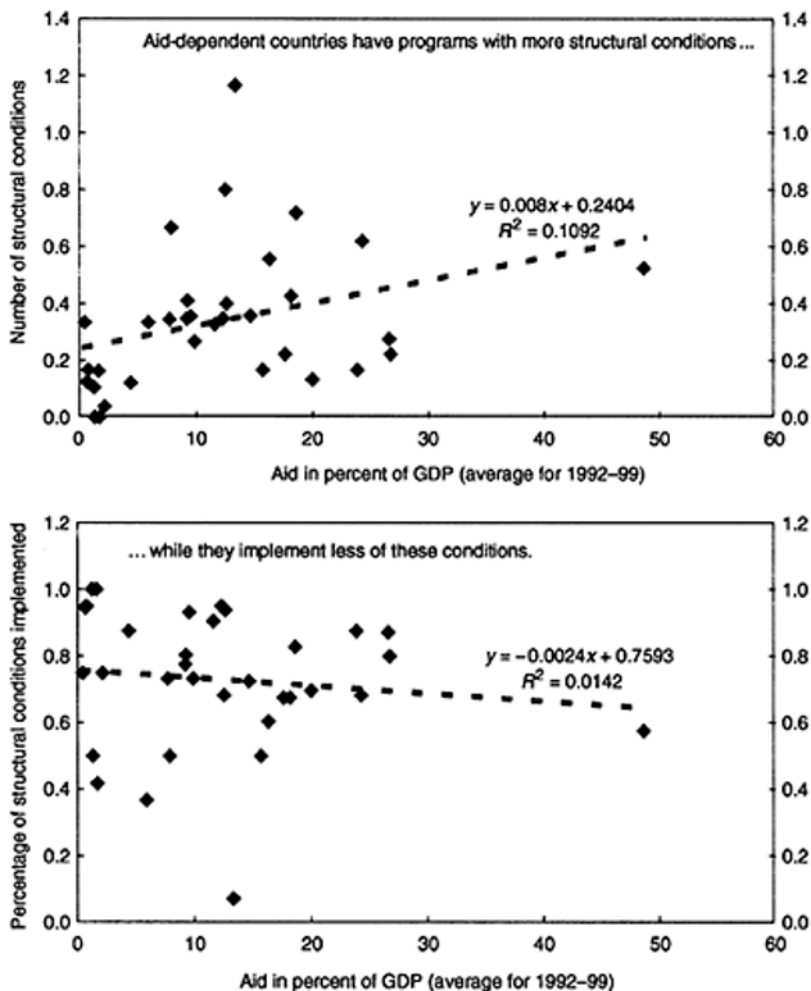 Aid-dependent countries have programs with more structural conditions ...
Number of structural conditions
1.4 1.4
1.2 1.2
1.0 1.0
0.8 0.8
0.6 0.6
0.4 0.4
0.2 0.2
0.0 0.0
y = 0.008x + 0.2404
R² = 0.1092
0 10 20 30 40 50 60
Aid in percent of GDP (average for 1992–99)
... while they implement less of these conditions.
Percentage of structural conditions implemented
1.2 1.2
1.0 1.0
0.8 0.8
0.6 0.6
0.4 0.4
0.2 0.2
0.0 0.0
y = −0.0024x + 0.7593
R² = 0.0142
0 10 20 30 40 50 60
Aid in percent of GDP (average for 1992–99)